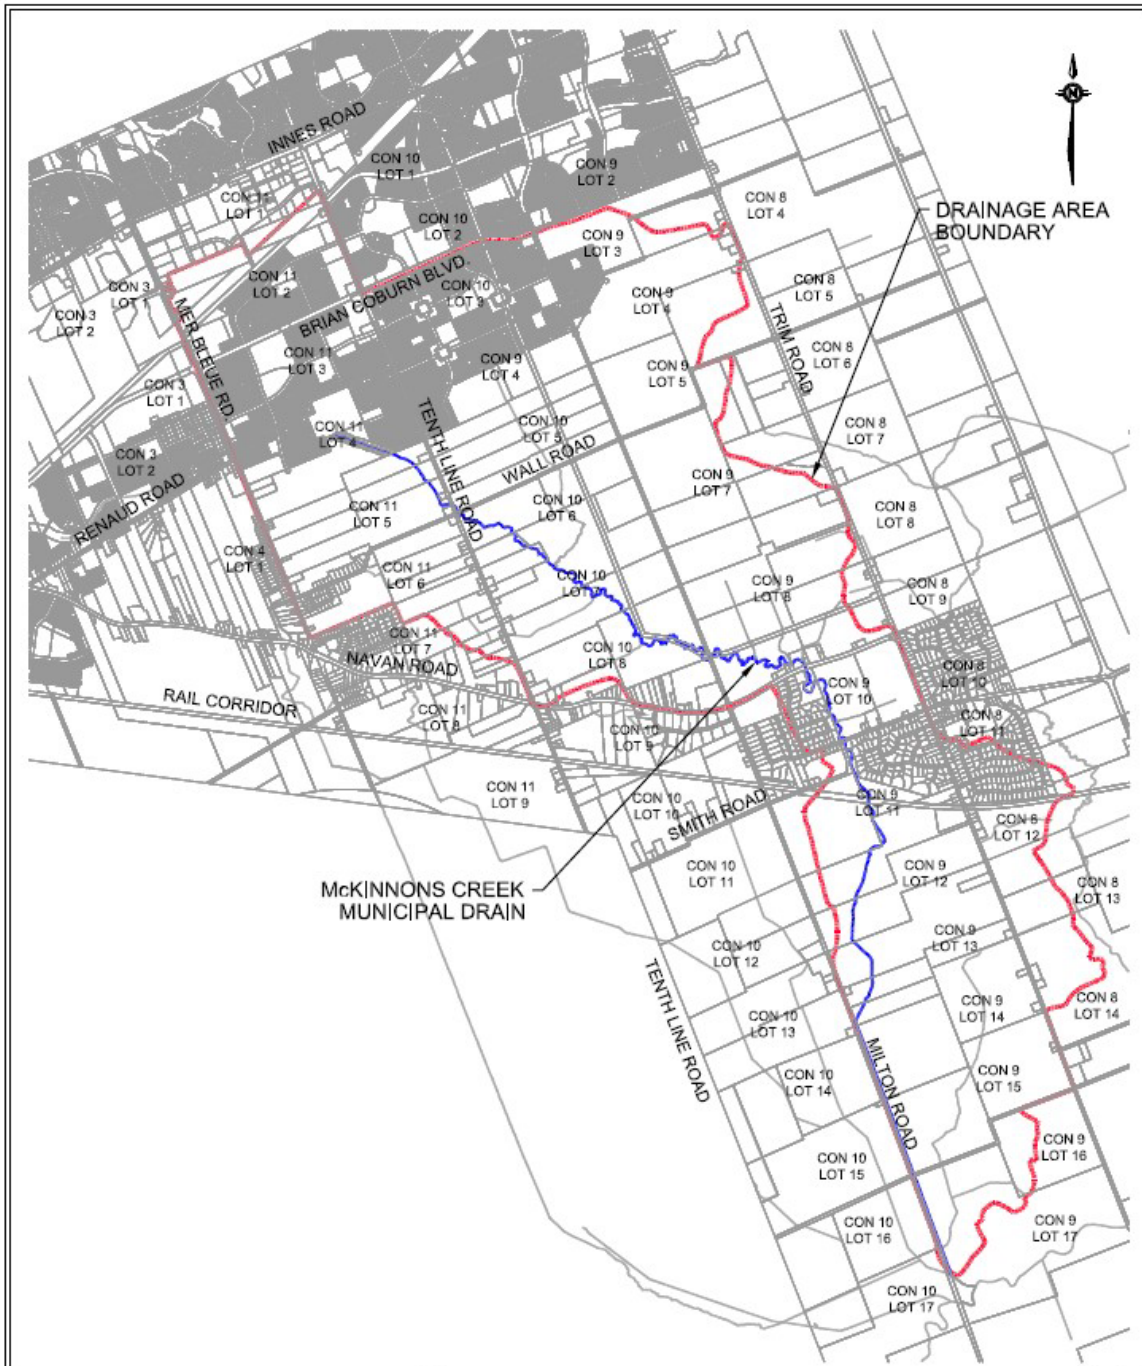 INNES ROAD
N
CON 10
LOT 1
CON 9
LOT 2
CON 11
LOT 1
CON 8
LOT 4
DRAINAGE AREA
BOUNDARY
CON 10
LOT 2
CON 9
LOT 3
CON 3
LOT 1
CON 11
LOT 2
CON 10
LOT 3
CON 8
LOT 5
CON 3
LOT 2
BRIAN COBURN BLVD.
CON 9
LOT 4
MER BLEUE RD.
TRIM ROAD
CON 11
LOT 3
CON 9
LOT 4
CON 8
LOT 6
CON 3
LOT 1
CON 9
LOT 5
CON 11
LOT 4
TENTH LINE ROAD
CON 10
LOT 5
CON 8
LOT 7
CON 3
LOT 2
WALL ROAD
CON 9
LOT 7
RENAUD ROAD
CON 11
LOT 5
CON 10
LOT 6
CON 8
LOT 8
CON 4
LOT 1
CON 11
LOT 6
CON 10
CON 9
LOT 8
CON 8
LOT 9
CON 11
LOT 7
NAVAN ROAD
CON 10
LOT 8
CON 8
LOT 10
CON 9
LOT 10
RAIL CORRIDOR
CON 11
LOT 8
CON 10
LOT 9
CON 8
LOT 11
CON 11
LOT 9
CON 10
LOT 10
SMITH ROAD
CON 9
LOT 11
CON 8
LOT 12
McKINNONS CREEK
MUNICIPAL DRAIN
CON 10
LOT 11
CON 9
LOT 12
CON 8
LOT 13
CON 10
LOT 12
CON 9
LOT 13
TENTH LINE ROAD
CON 10
LOT 13
CON 9
LOT 14
CON 8
LOT 14
MILTON ROAD
CON 10
LOT 14
CON 9
LOT 15
CON 10
LOT 15
CON 9
LOT 16
CON 10
LOT 16
CON 9
LOT 17
CON 10
LOT 17